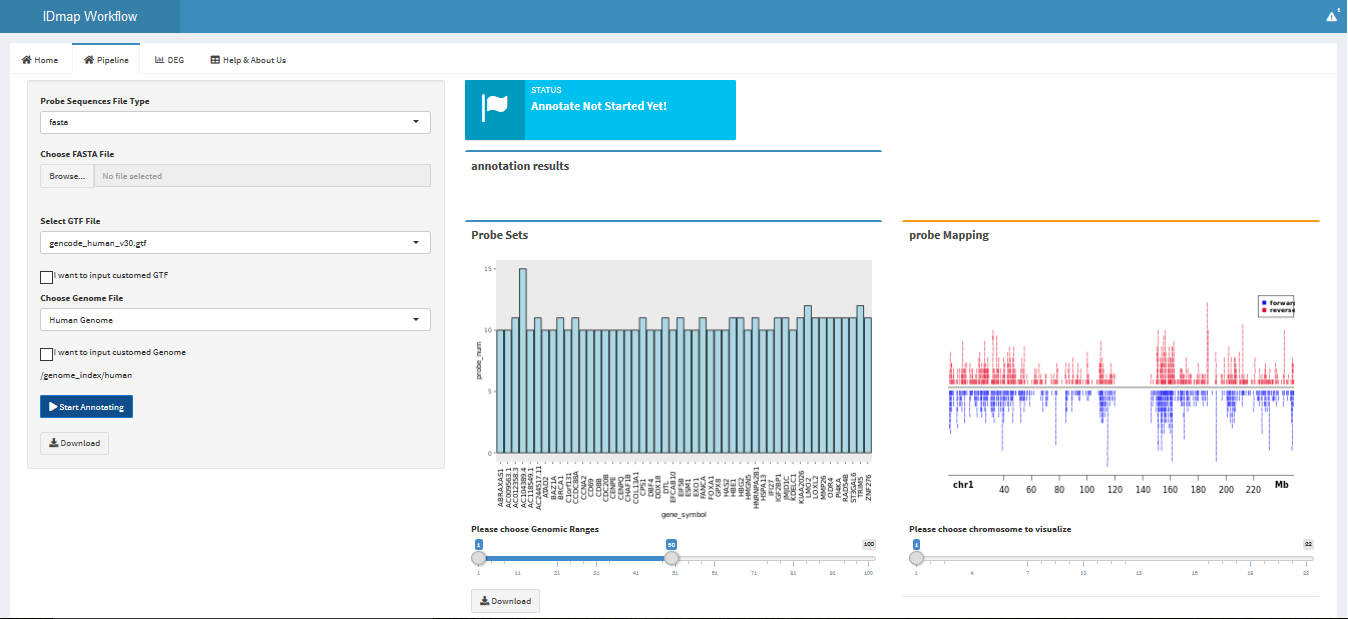 IDmap Workflow
1
Home
Pipeline
DEG
Help & About Us
Probe Sequences File Type
fasta
Choose FASTA File
Browse...
No file selected
Select GTF File
gencode_human_v30.gtf
I want to input customed GTF
Choose Genome File
Human Genome
I want to input customed Genome
/genome_index/human
Start Annotating
Download
STATUS
Annotate Not Started Yet!
annotation results
Probe Sets
15
10
5
0
probe_num
ABRAXAS1
AC009563.1
AC012358.3
AC104389.4
AC118549.1
AC244517.11
ATAD2
BAZ1A
BRCA1
C1orf131
CCDC88A
CCNA2
CD69
CD8B
CDC20B
CENPE
CENPQ
CHAF1B
COL13A1
CPS1
DBF4
DDX18
DTL
EFCAB10
EIF5B
ESM1
EXO1
FANCA
FOXA1
GPX8
HAS2
HBE1
HBG2
HMGN5
HNRNPA2B1
HSPA13
IFI27
IGF2BP1
JMJD1C
KDELC1
KIAA2026
LMO2
LOXL2
MMP26
ODR4
PI4KA
RAD54B
ST3GAL6
TRIM5
ZNF276
gene_symbol
Please choose Genomic Ranges
1
50
100
1
11
21
31
41
51
61
71
81
91
100
Download
probe Mapping
forwar
reverse
chr1
40
60
80
100
120
140
160
180
200
220
Mb
Please choose chromosome to visualize
1
22
1
4
7
10
13
16
19
22